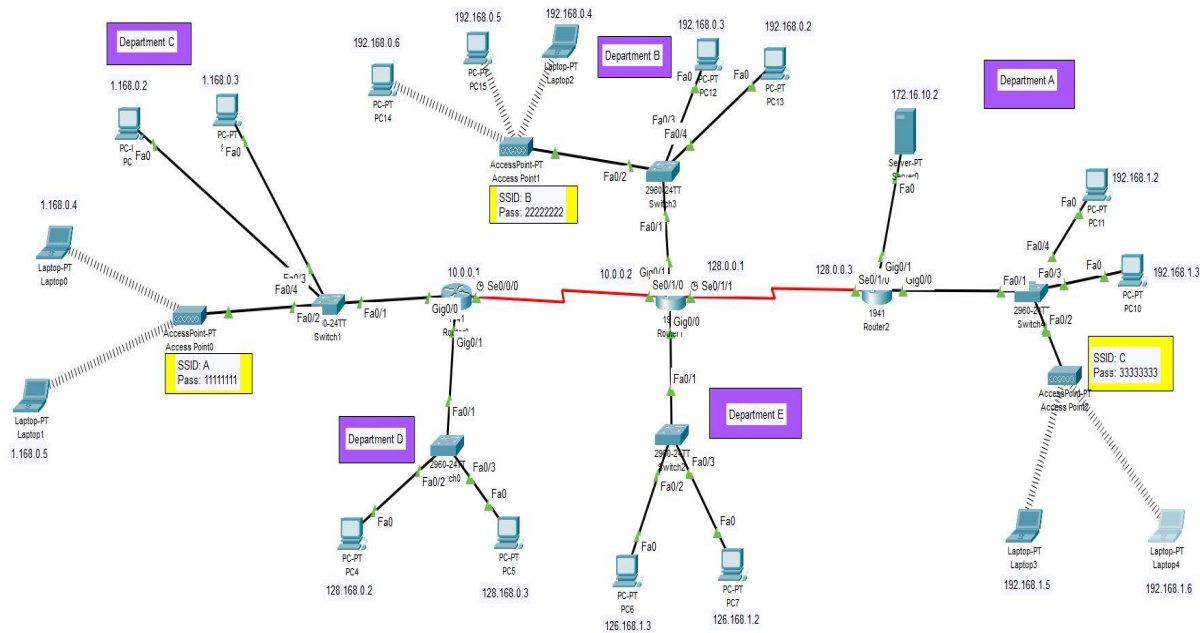 Department C
1.168.0.2
1.168.0.3
Fa0
Fa0
1.168.0.4
Laptop-PT
Laptop0
AccessPoint-PT
Access Point0
SSID: A
Pass: 11111111
Laptop-PT
Laptop1
1.168.0.5
Fa0/3
Fa0/4
Fa0/2
Fa0/1
Switch1
192.168.0.6
PC-PT
PC14
192.168.0.5
PC-PT
PC15
192.168.0.4
Laptop-PT
Laptop2
Department B
192.168.0.3
Fa0
PC-PT
PC12
192.168.0.2
Fa0
PC-PT
PC13
AccessPoint-PT
Access Point1
SSID: B
Pass: 22222222
Fa0/3
Fa0/4
Fa0/2
2960-24TT
Switch3
Fa0/1
10.0.0.1
Se0/0/0
Gig0/0
Gig0/1
Fa0/1
Department D
2960-24TT
Fa0/2
Fa0/3
Fa0
PC-PT
PC4
128.168.0.2
Fa0
PC-PT
PC5
128.168.0.3
10.0.0.2
Gig0/1
128.0.0.1
Se0/1/0
Se0/1/1
Gig0/0
Fa0/1
Department E
2960-24TT
Switch2
Fa0/3
Fa0/2
Fa0
PC-PT
PC6
126.168.1.3
Fa0
PC-PT
PC7
126.168.1.2
Department A
172.16.10.2
Server-PT
Server0
Fa0
Gig0/1
128.0.0.3
Se0/1/0
Gig0/0
1941
Router2
192.168.1.2
Fa0
PC-PT
PC11
Fa0/4
Fa0/1
Fa0/3
Fa0
192.168.1.3
PC-PT
PC10
2960-24TT
Switch4
Fa0/2
SSID: C
Pass: 33333333
AccessPoint-PT
Access Point2
Laptop-PT
Laptop3
192.168.1.5
Laptop-PT
Laptop4
192.168.1.6